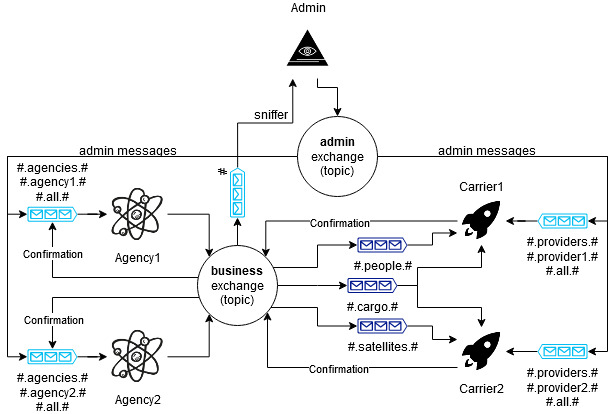 Admin
sniffer
admin
exchange
(topic)
admin messages
admin messages
#.agencies.#
#.agency1.#
#.all.#
#
Carrier1
Confirmation
#.providers.#
#.provider1.#
#.all.#
Agency1
Confirmation
#.people.#
business
exchange
(topic)
#.cargo.#
Confirmation
#.satellites.#
Confirmation
#.agencies.#
#.agency2.#
#.all.#
Agency2
Carrier2
#.providers.#
#.provider2.#
#.all.#